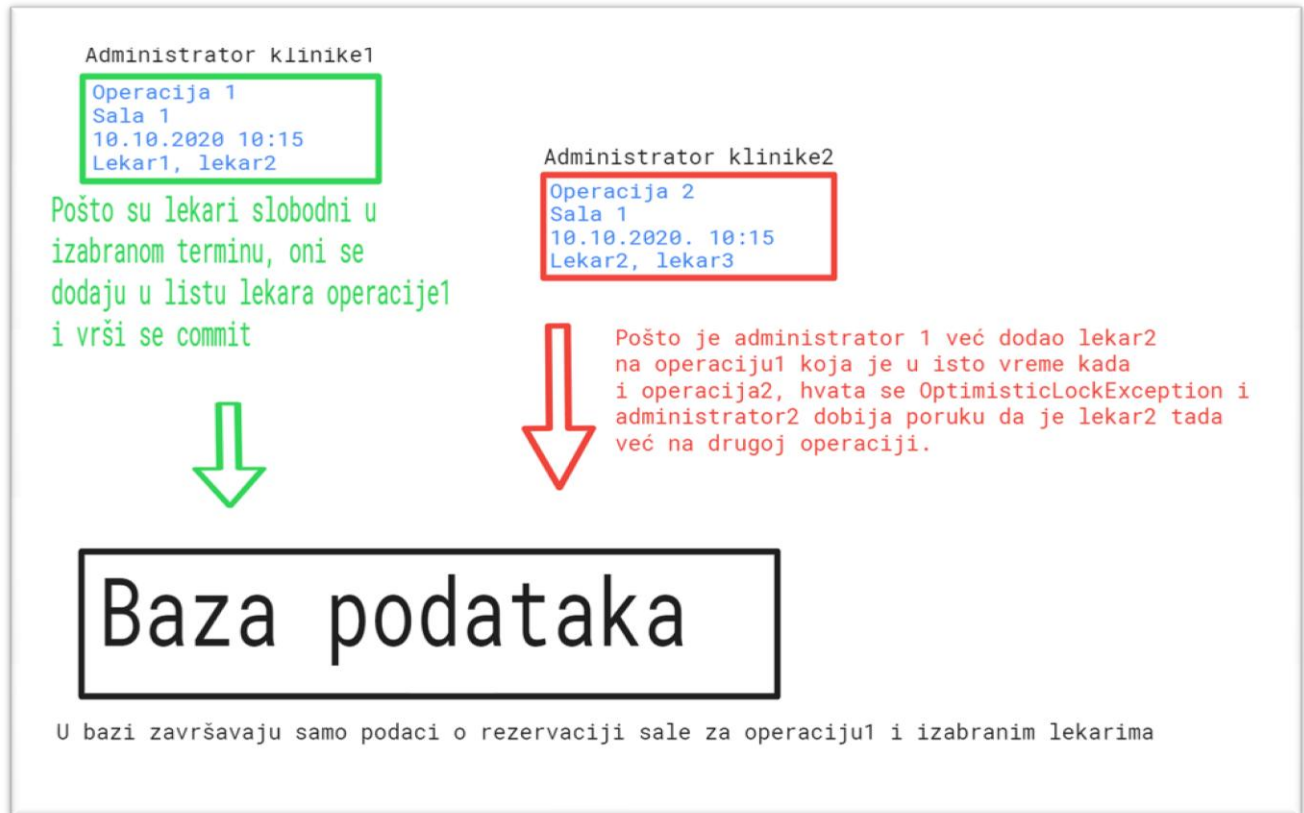 Administrator klinike1
Operacija 1
Sala 1
10.10.2020 10:15
Lekar1, lekar2
Pošto su lekari slobodni u
izabranom terminu, oni se
dodaju u listu lekara operacije1
i vrši se commit
Administrator klinike2
Operacija 2
Sala 1
10.10.2020. 10:15
Lekar2, lekar3
Pošto je administrator 1 već dodao lekar2
na operaciju1 koja je u isto vreme kada
i operacija2, hvata se OptimisticLockException i
administrator2 dobija poruku da je lekar2 tada
već na drugoj operaciji.
Baza podataka
U bazi završavaju samo podaci o rezervaciji sale za operaciju1 i izabranim lekarima